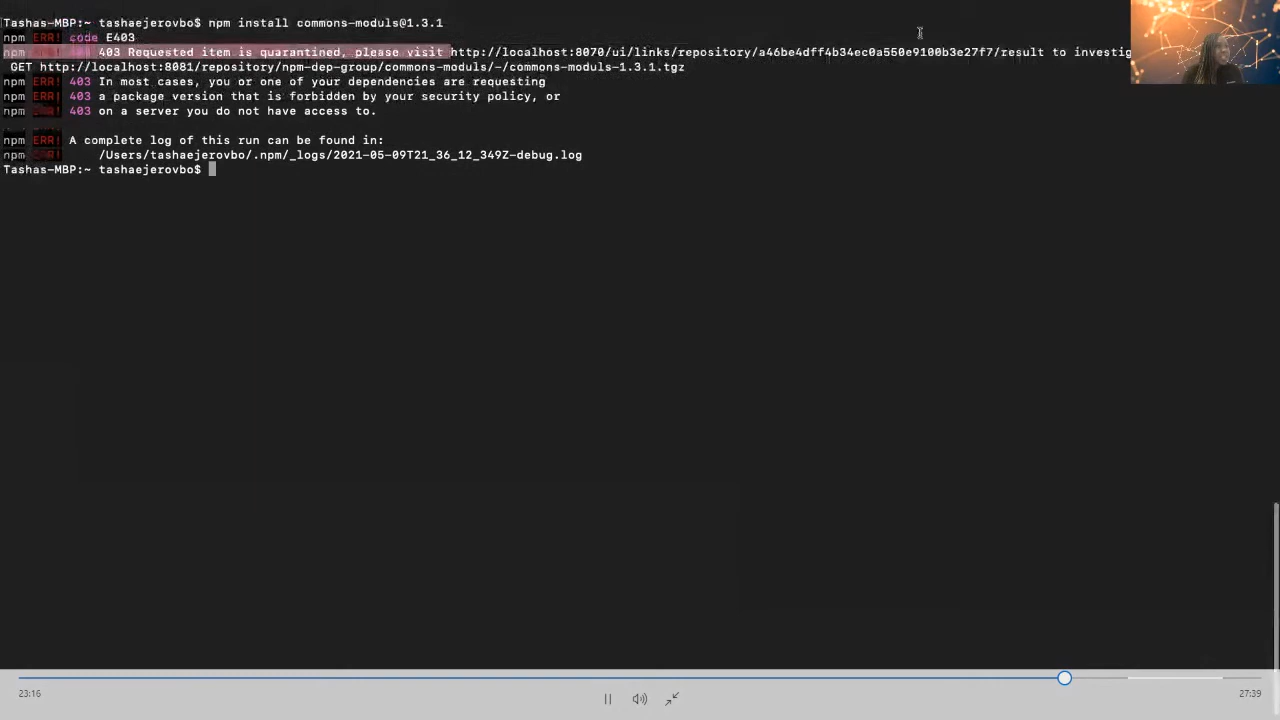 Tashas-MBP:~ tashaejerovbo$ npm install commons-moduls@1.3.1
npm ERR! code E403
npm ERR! 403 403 Requested item is quarantined, please visit http://localhost:8070/ui/links/repository/a46be4dff4b34ec0a550e9100b3e27f7/result to investig
GET http://localhost:8081/repository/npm-dep-group/commons-moduls/-/commons-moduls-1.3.1.tgz
npm ERR! 403 In most cases, you or one of your dependencies are requesting
npm ERR! 403 a package version that is forbidden by your security policy, or
npm ERR! 403 on a server you do not have access to.
npm ERR! A complete log of this run can be found in:
npm ERR!     /Users/tashaejerovbo/.npm/_logs/2021-05-09T21_36_12_349Z-debug.log
Tashas-MBP:~ tashaejerovbo$
23:16
27:39